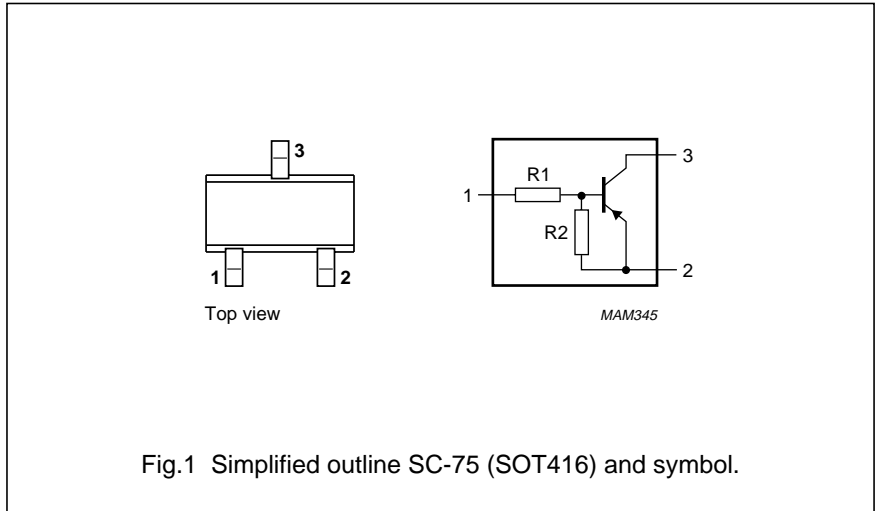 3
1
2
Top view
1
R1
R2
3
2
MAM345
Fig.1 Simplified outline SC-75 (SOT416) and symbol.